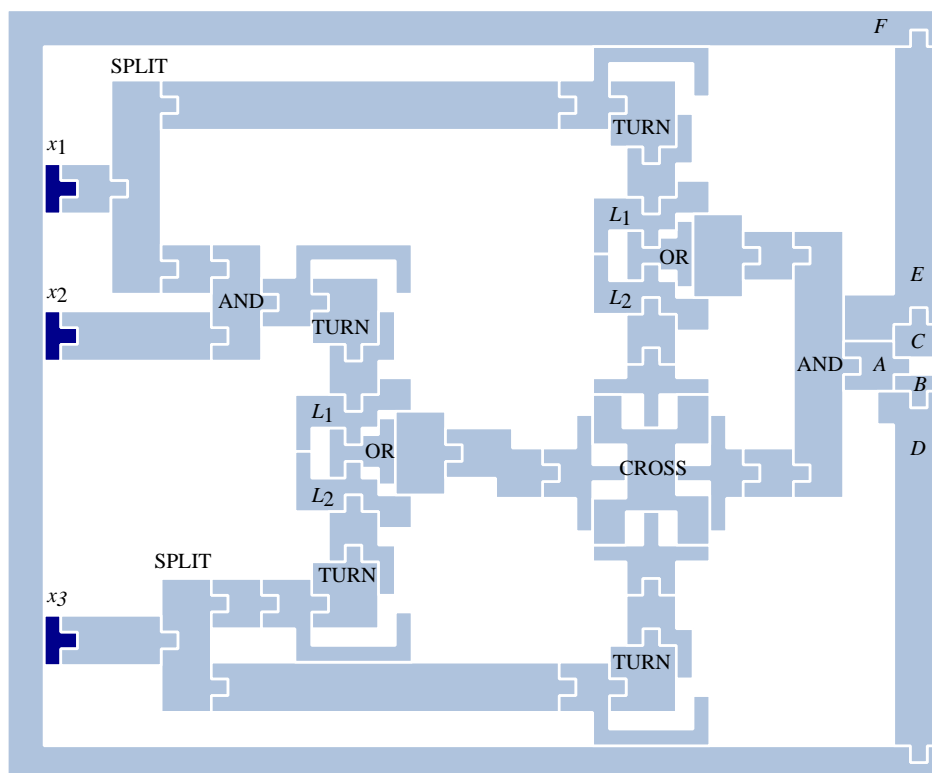 F
SPLIT
TURN
x1
L1
OR
E
x2
AND
L2
TURN
C
AND
A
B
L1
OR
D
CROSS
L2
SPLIT
TURN
x3
TURN